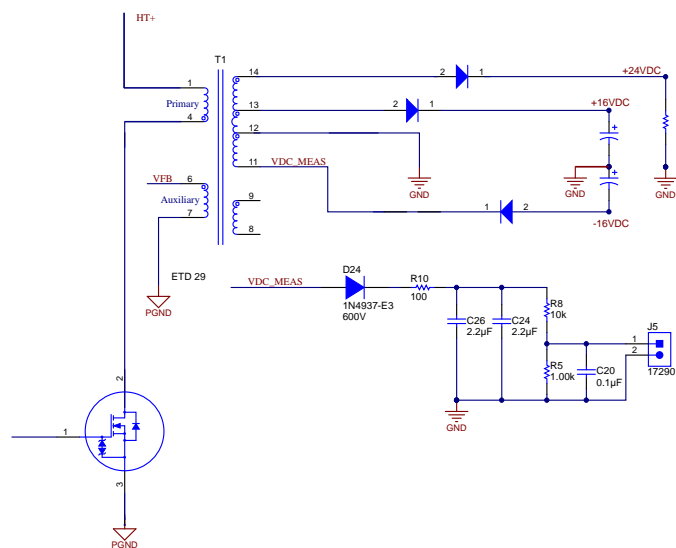 HT+
T1
1
Primary
4
14
2
1
+24VDC
13
2
1
+16VDC
12
11
VDC_MEAS
GND
+
GND
+
GND
VFB
6
Auxiliary
7
9
8
1
2
-16VDC
ETD 29
PGND
VDC_MEAS
D24
1N4937-E3
600V
R10
100
C26
2.2µF
C24
2.2µF
R8
10k
R5
1.00k
C20
0.1µF
J5
1
2
17290
GND
2
1
3
PGND